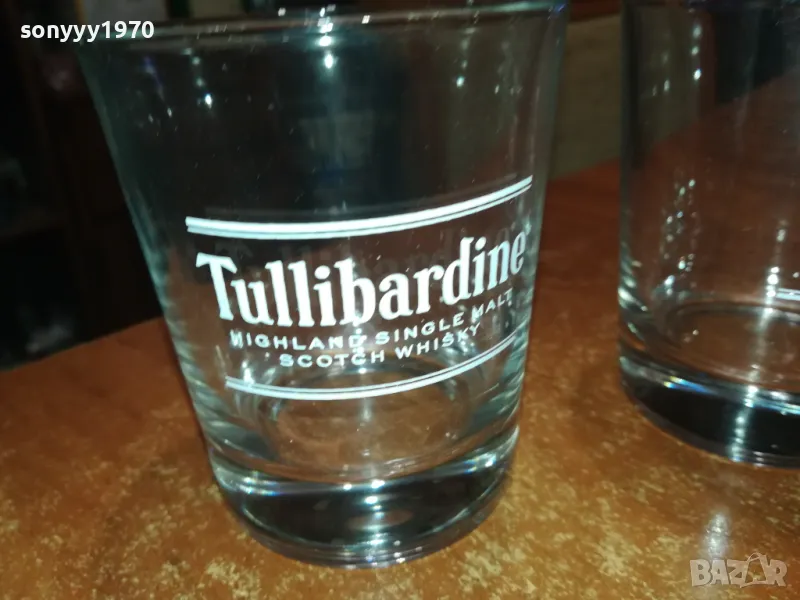 sonyyy1970
Tullibardine®
HIGHLAND SINGLE MALT
SCOTCH WHISKY
BAZAR